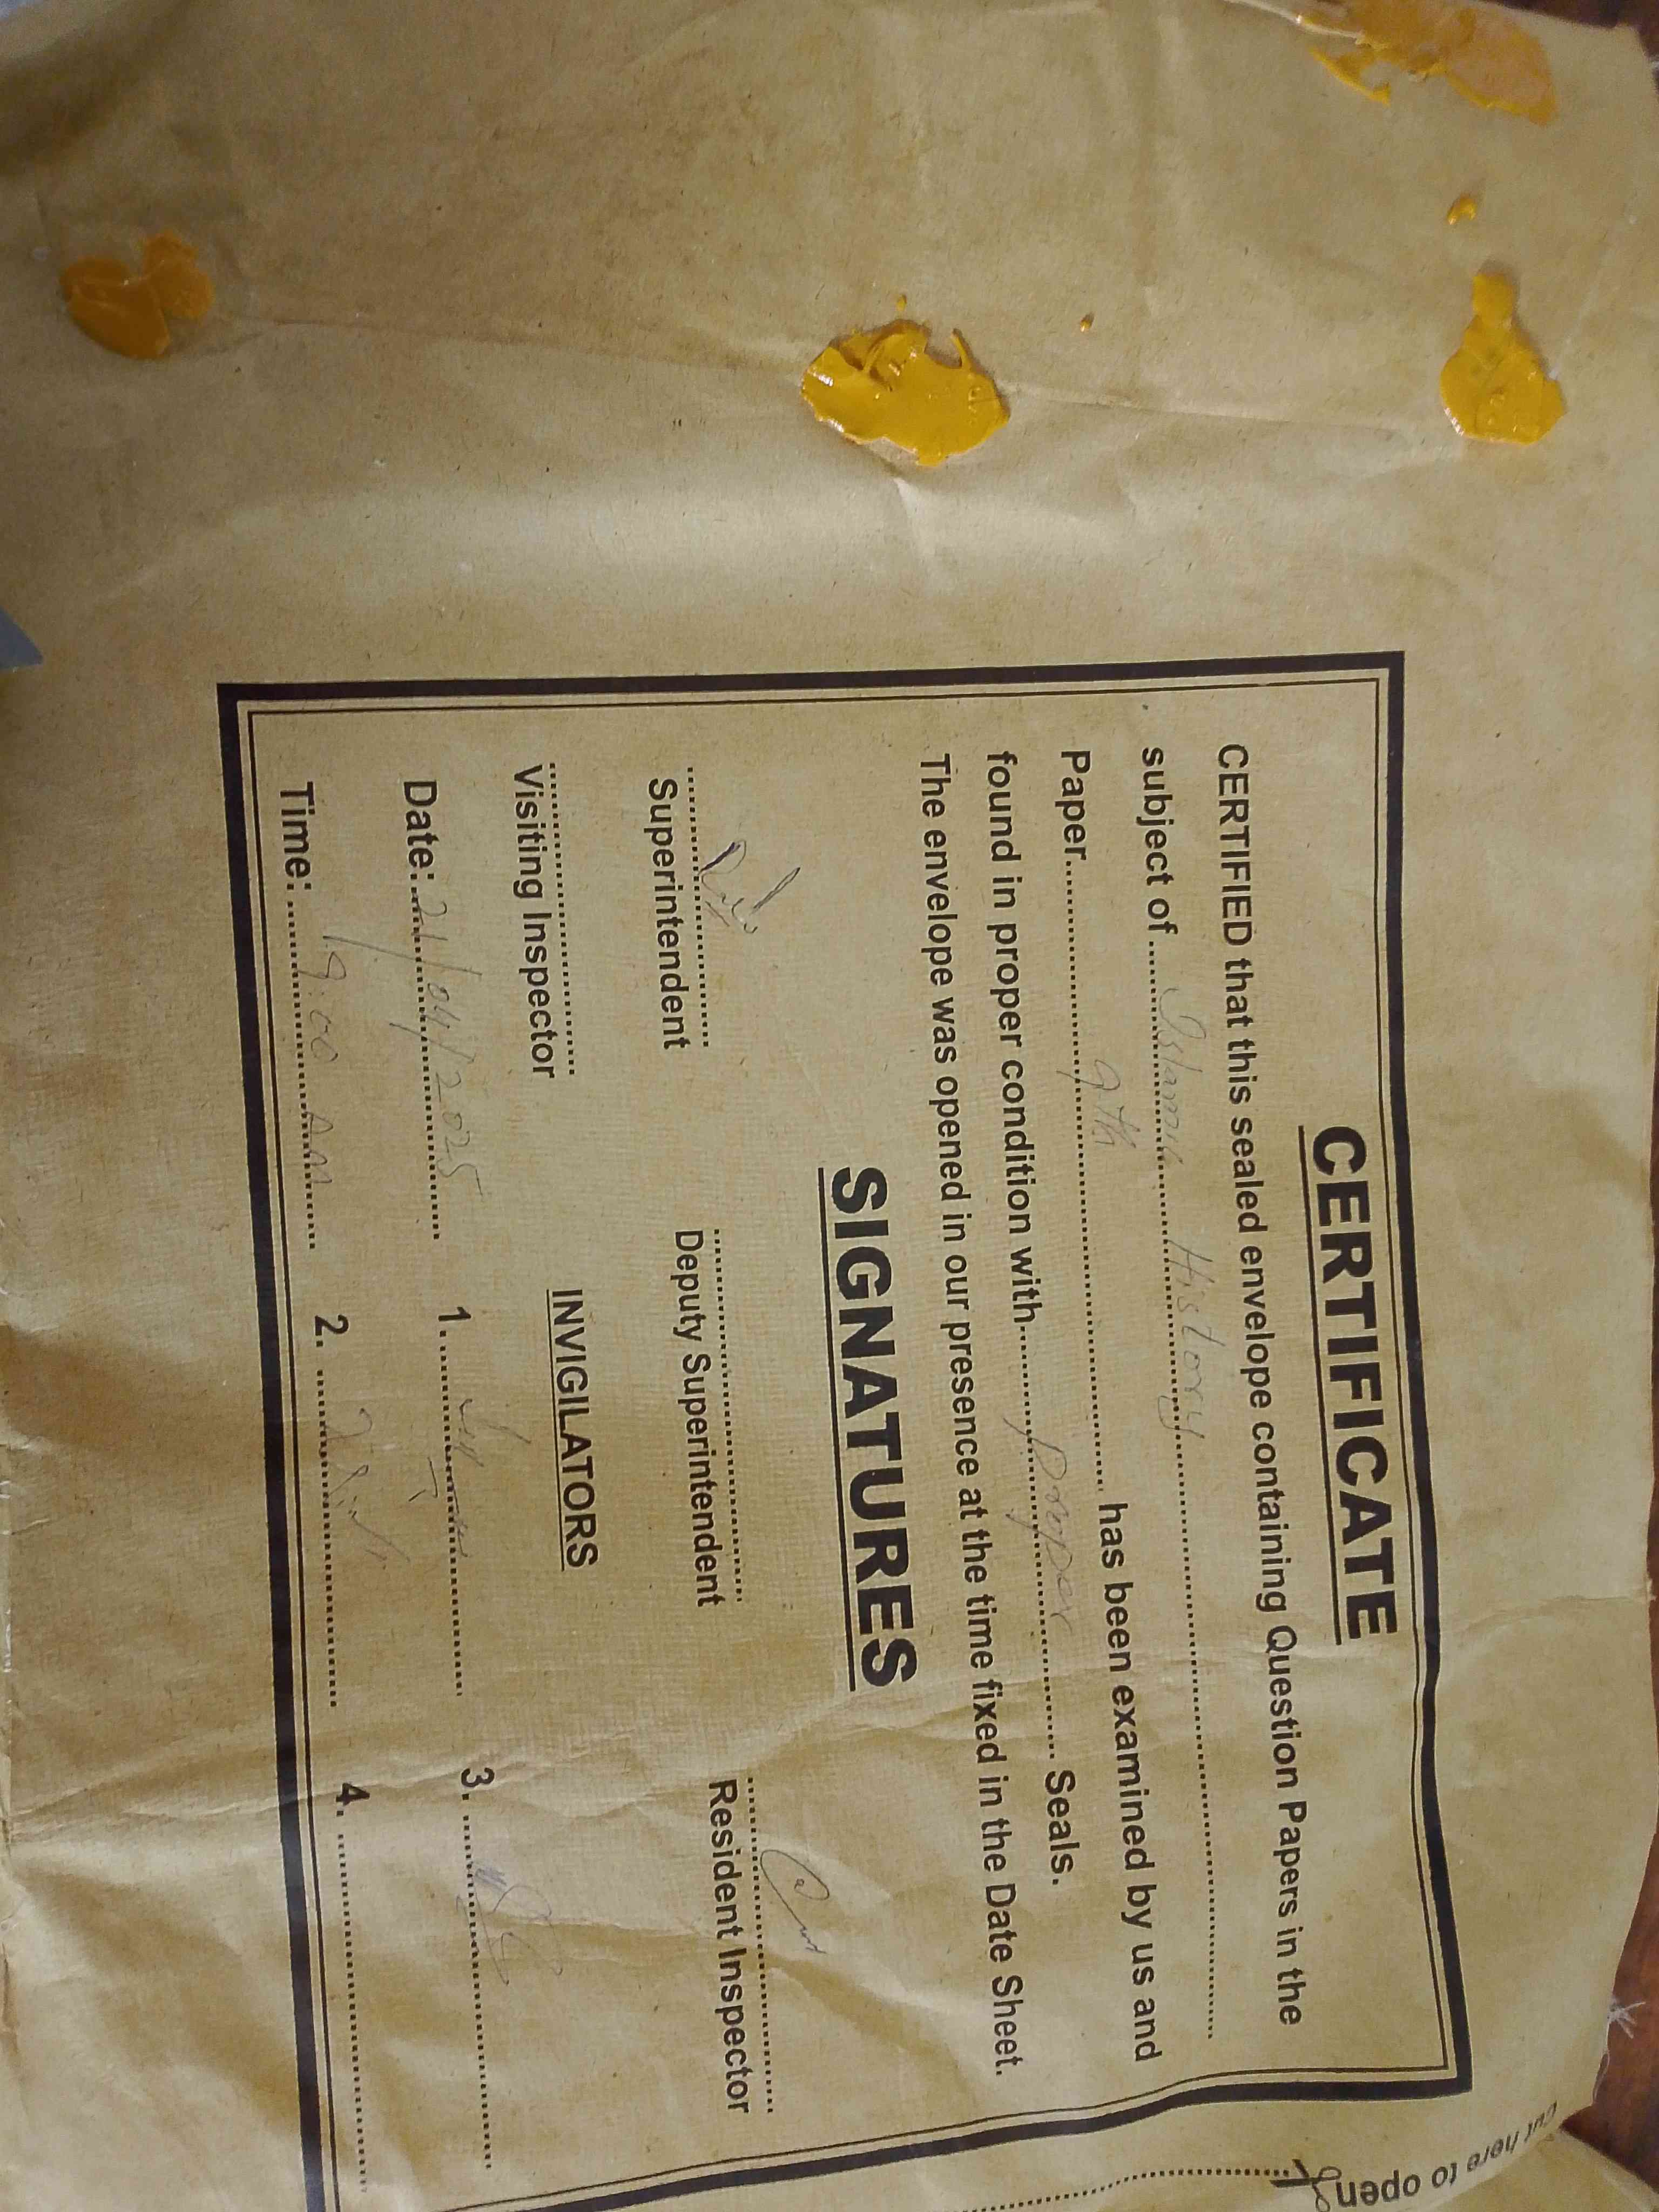 CERTIFICATE
CERTIFIED that this sealed envelope containing Question Papers in the
subject of .... Islamic History ....
Paper.... 9th .... has been examined by us and
found in proper condition with.... proper .... Seals.
The envelope was opened in our presence at the time fixed in the Date Sheet.
SIGNATURES
Superintendent Deputy Superintendent Resident Inspector
Visiting Inspector INVIGILATORS
Date: 21/04/2025 1. .... 3. ....
Time: 9:00 Am 2. .... 4. ....
Cut here to open